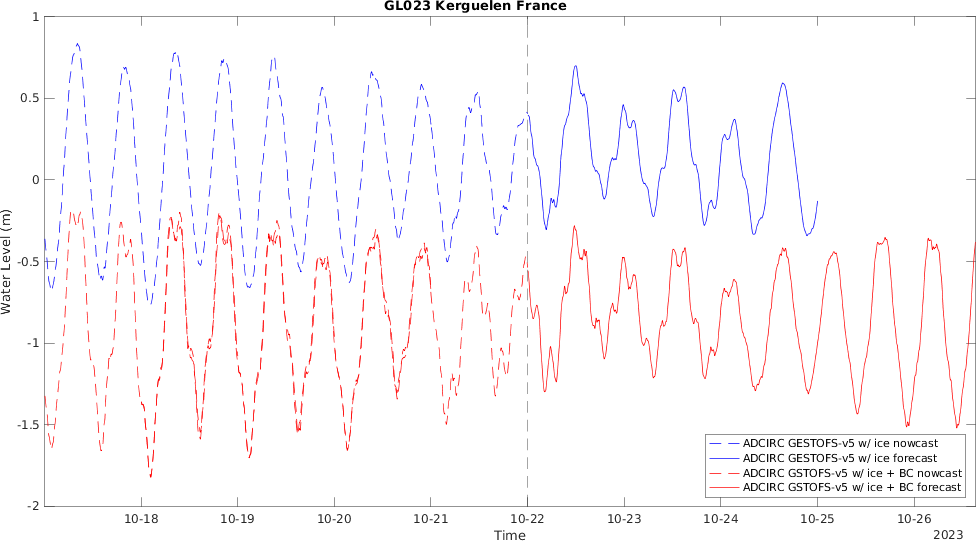 GL023 Kerguelen France
1
0.5
0
-0.5
-1
-1.5
-2
Water Level (m)
10-18 10-19 10-20 10-21 10-22 10-23 10-24 10-25 10-26
Time
2023
ADCIRC GESTOFS-v5 w/ ice nowcast
ADCIRC GESTOFS-v5 w/ ice forecast
ADCIRC GSTOFS-v5 w/ ice + BC nowcast
ADCIRC GSTOFS-v5 w/ ice + BC forecast